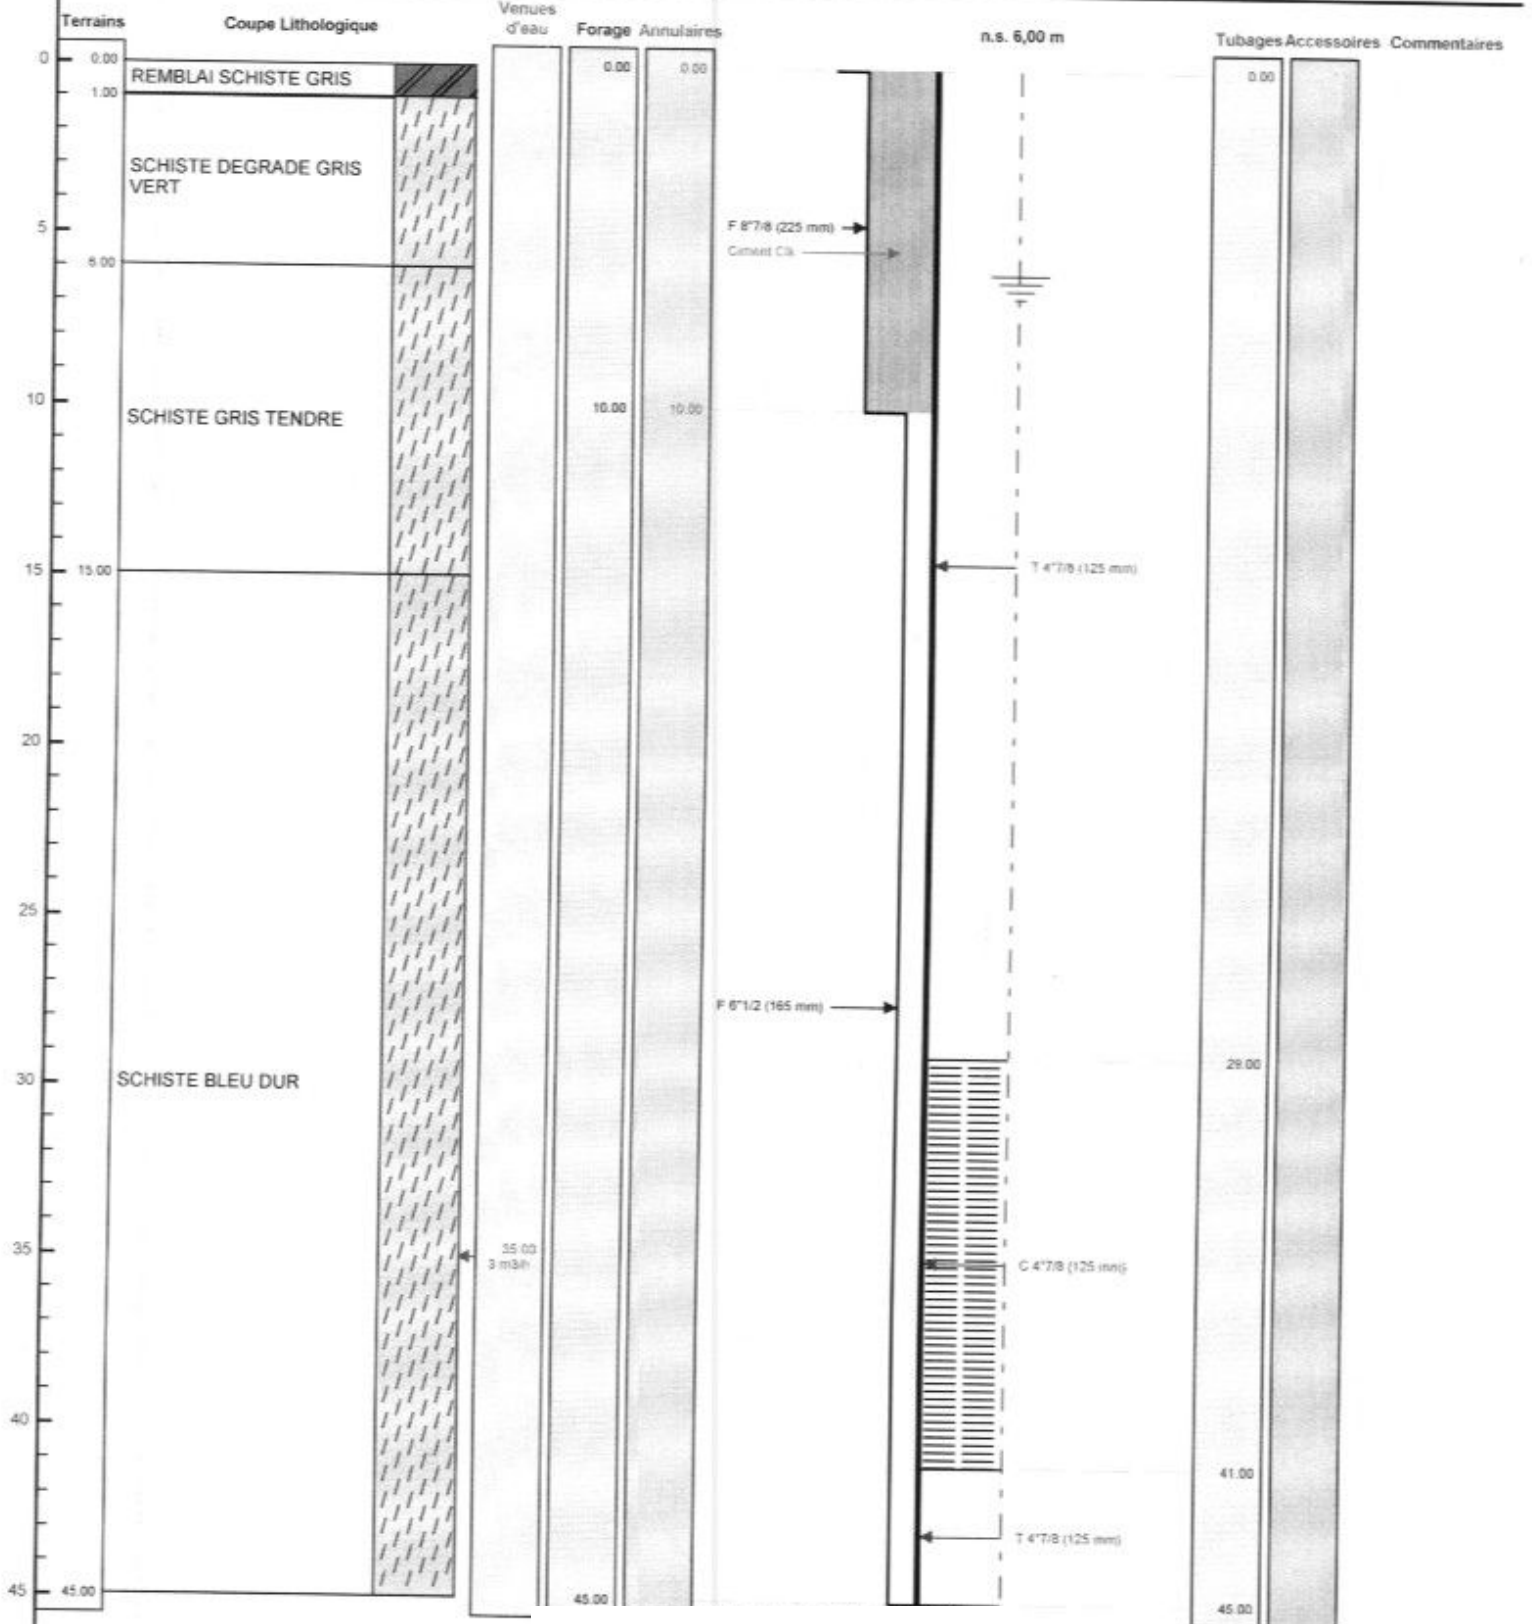 Terrains
Coupe Lithologique
Venues
d'eau
Forage
Annulaires
n.s. 6,00 m
Tubages
Accessoires
Commentaires
0
0.00
REMBLAI SCHISTE GRIS
0.00
0.00
0.00
1.00
SCHISTE DEGRADE GRIS
VERT
5
F 8"7/8 (225 mm)
Ciment Clk
6.00
10
SCHISTE GRIS TENDRE
10.00
10.00
15
15.00
T 4"7/8 (125 mm)
20
25
F 6"1/2 (165 mm)
29.00
30
SCHISTE BLEU DUR
35
35.00
3 m3/h
C 4"7/8 (125 mm)
40
41.00
T 4"7/8 (125 mm)
45
45.00
45.00
45.00